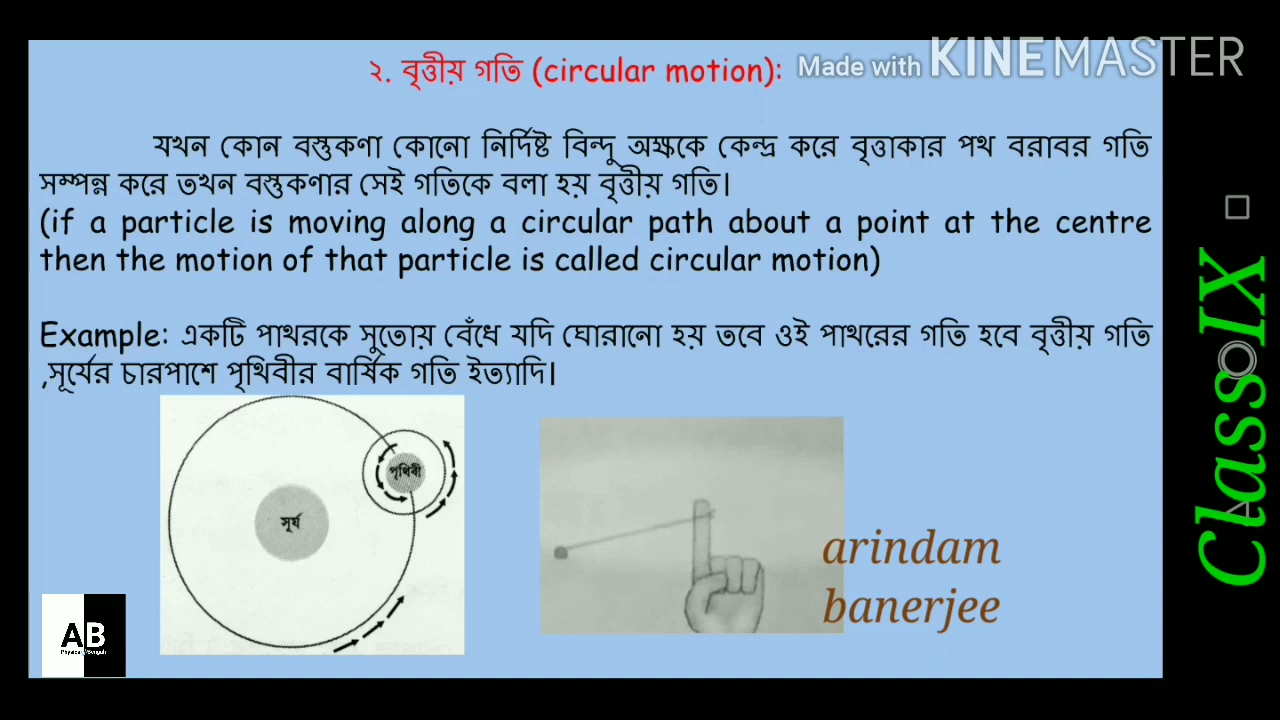 ২. বৃত্তীয় গতি (circular motion):
Made with KINEMASTER
যখন কোন বস্তুকণা কোনো নির্দিষ্ট বিন্দু অক্ষকে কেন্দ্র করে বৃত্তাকার পথ বরাবর গতি
সম্পন্ন করে তখন বস্তুকণার সেই গতিকে বলা হয় বৃত্তীয় গতি।
(if a particle is moving along a circular path about a point at the centre
then the motion of that particle is called circular motion)
Example: একটি পাথরকে সুতোয় বেঁধে যদি ঘোরানো হয় তবে ওই পাথরের গতি হবে বৃত্তীয় গতি
,সূর্যের চারপাশে পৃথিবীর বার্ষিক গতি ইত্যাদি।
পৃথিবী
সূর্য
arindam
banerjee
AB
Class IX